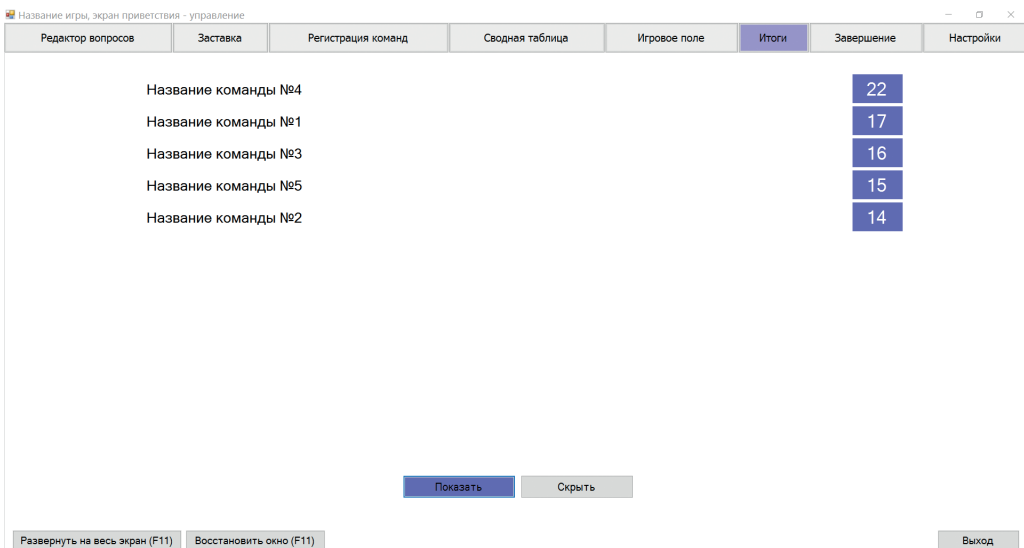 Название игры, экран приветствия - управление
Редактор вопросов Заставка Регистрация команд Сводная таблица Игровое поле Итоги Завершение Настройки
Название команды №4 22
Название команды №1 17
Название команды №3 16
Название команды №5 15
Название команды №2 14
Показать Скрыть
Развернуть на весь экран (F11) Восстановить окно (F11) Выход